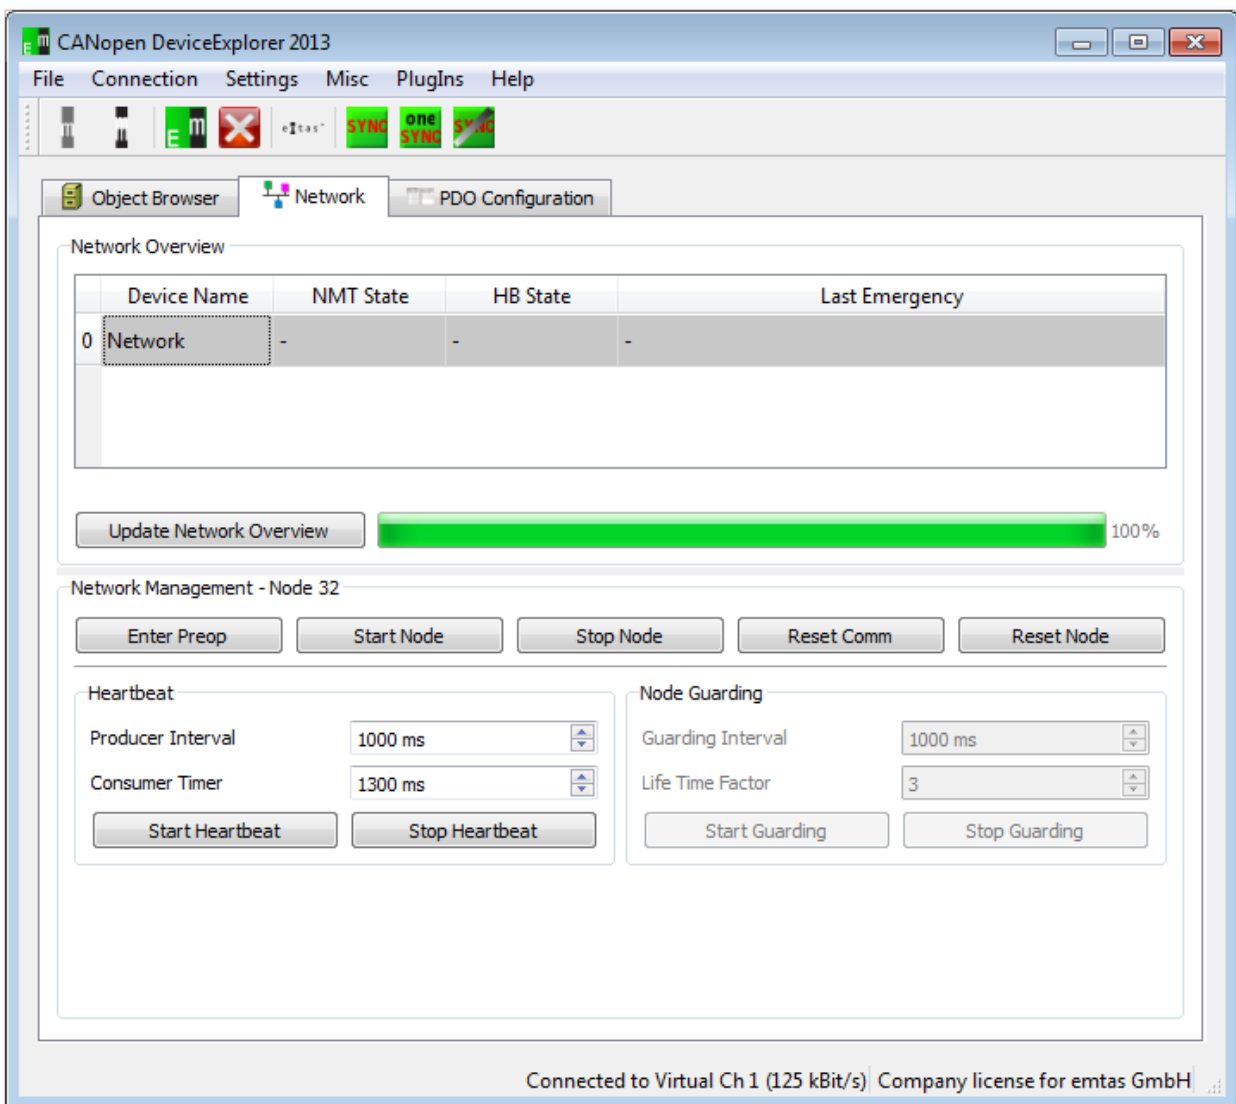 CANopen DeviceExplorer 2013
File Connection Settings Misc PlugIns Help
E m emtas SYNC one SYNC SYNC
Object Browser Network PDO Configuration
Network Overview
Device Name NMT State HB State Last Emergency
0 Network - - -
Update Network Overview 100%
Network Management - Node 32
Enter Preop Start Node Stop Node Reset Comm Reset Node
Heartbeat Node Guarding
Producer Interval 1000 ms Guarding Interval 1000 ms
Consumer Timer 1300 ms Life Time Factor 3
Start Heartbeat Stop Heartbeat Start Guarding Stop Guarding
Connected to Virtual Ch 1 (125 kBit/s) Company license for emtas GmbH